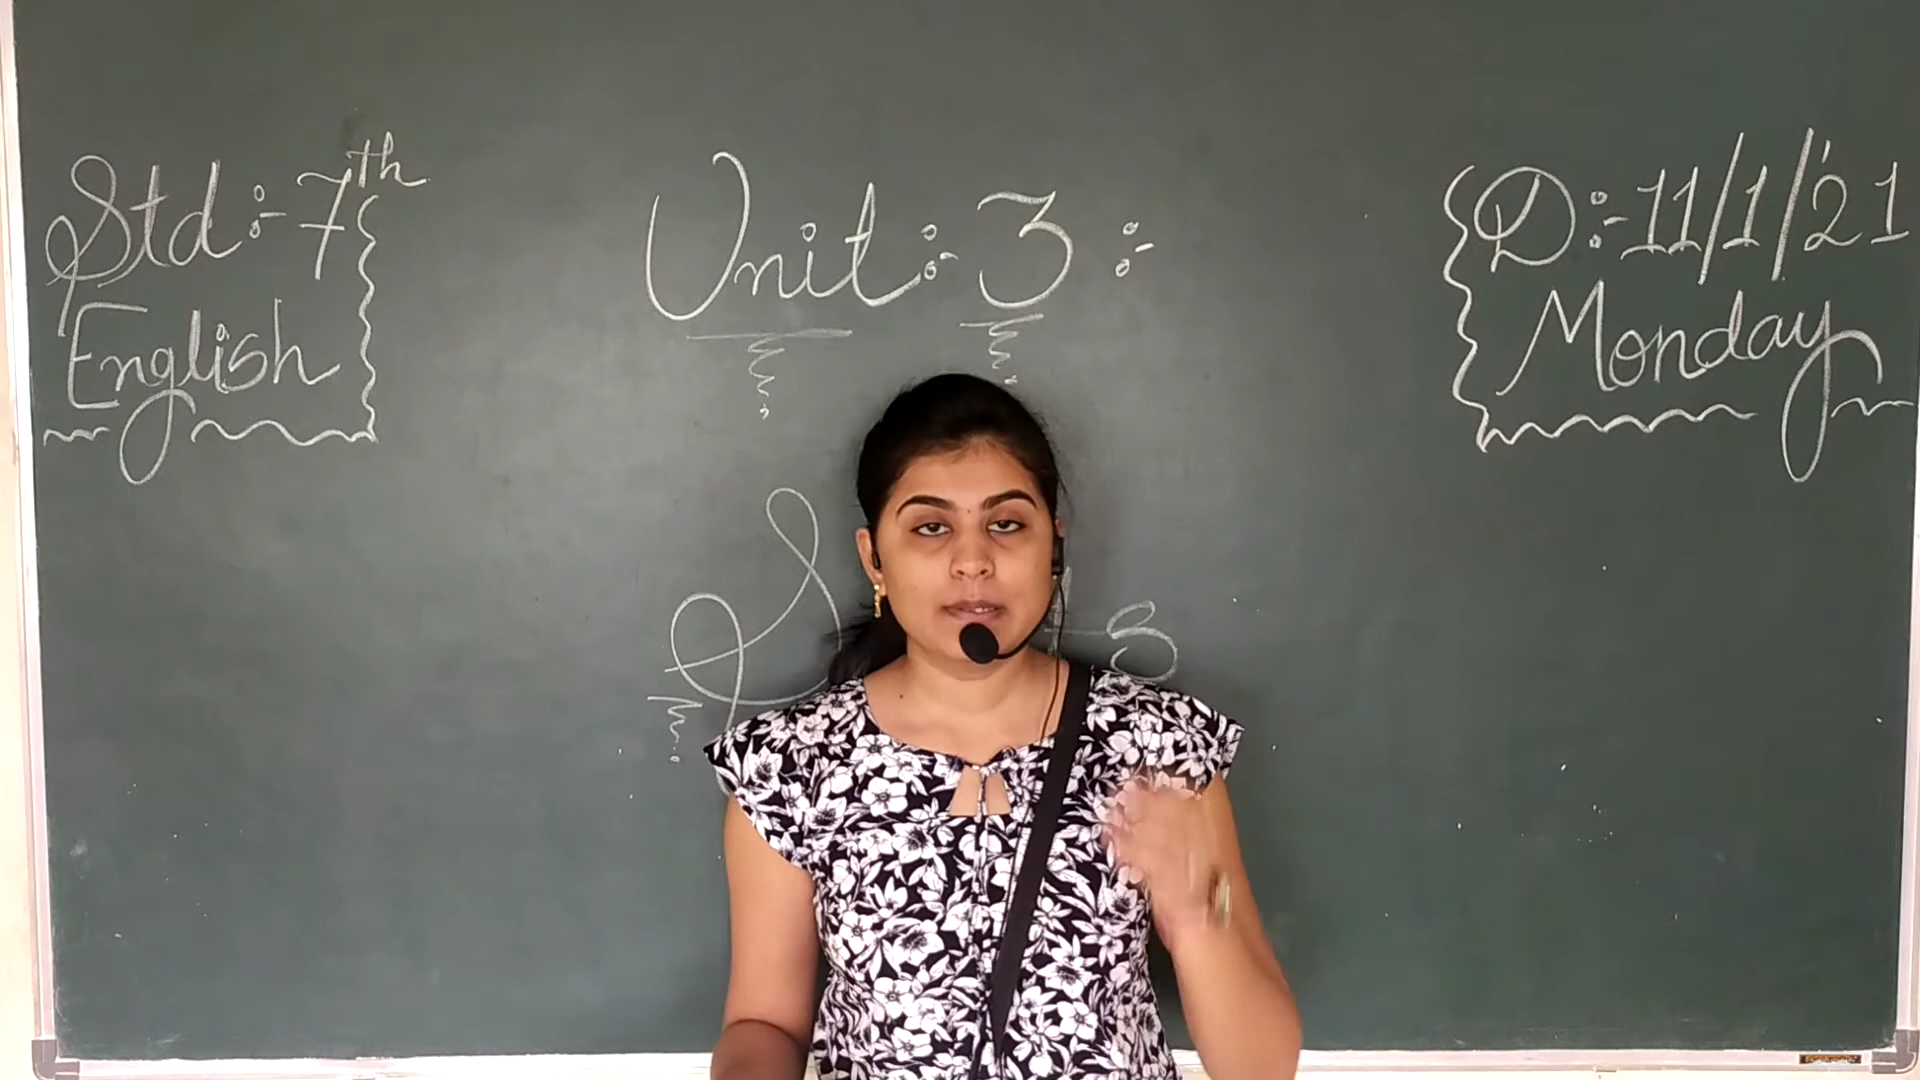 Std:- 7th
English
Unit:- 3 :-
D:- 11/1/'21
Monday